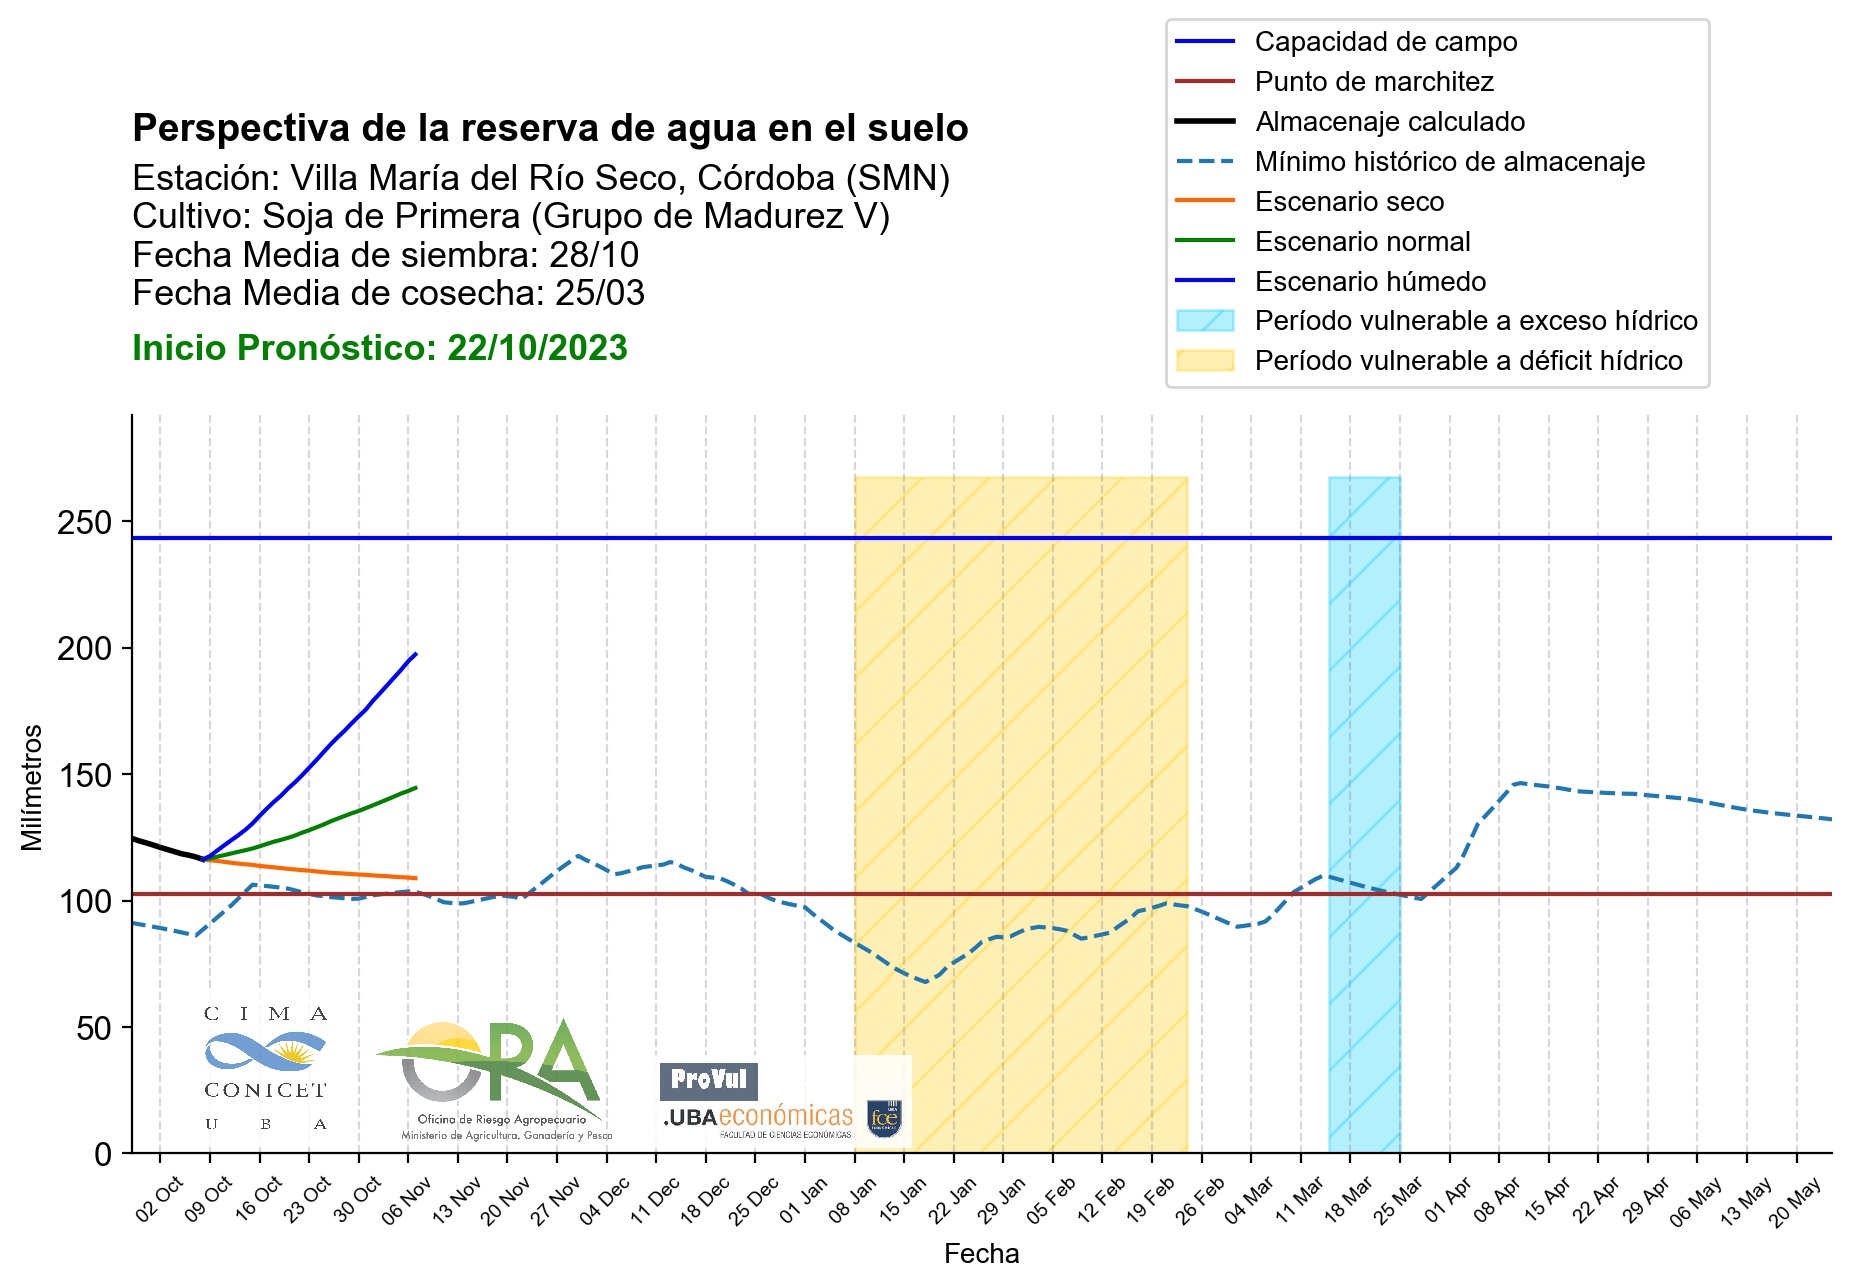 Capacidad de campo
Punto de marchitez
Almacenaje calculado
Mínimo histórico de almacenaje
Escenario seco
Escenario normal
Escenario húmedo
Período vulnerable a exceso hídrico
Período vulnerable a déficit hídrico
Perspectiva de la reserva de agua en el suelo
Estación: Villa María del Río Seco, Córdoba (SMN)
Cultivo: Soja de Primera (Grupo de Madurez V)
Fecha Media de siembra: 28/10
Fecha Media de cosecha: 25/03
Inicio Pronóstico: 22/10/2023
Milímetros
250
200
150
100
50
0
CIMA
CONICET
UBA
ORA
Oficina de Riesgo Agropecuario
Ministerio de Agricultura, Ganadería y Pesca
ProVul
.UBAeconómicas
FACULTAD DE CIENCIAS ECONÓMICAS
fce
02 Oct
09 Oct
16 Oct
23 Oct
30 Oct
06 Nov
13 Nov
20 Nov
27 Nov
04 Dec
11 Dec
18 Dec
25 Dec
01 Jan
08 Jan
15 Jan
22 Jan
29 Jan
05 Feb
12 Feb
19 Feb
26 Feb
04 Mar
11 Mar
18 Mar
25 Mar
01 Apr
08 Apr
15 Apr
22 Apr
29 Apr
06 May
13 May
20 May
Fecha